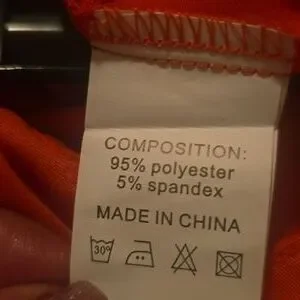 COMPOSITION:
95% polyester
5% spandex
MADE IN CHINA
30°